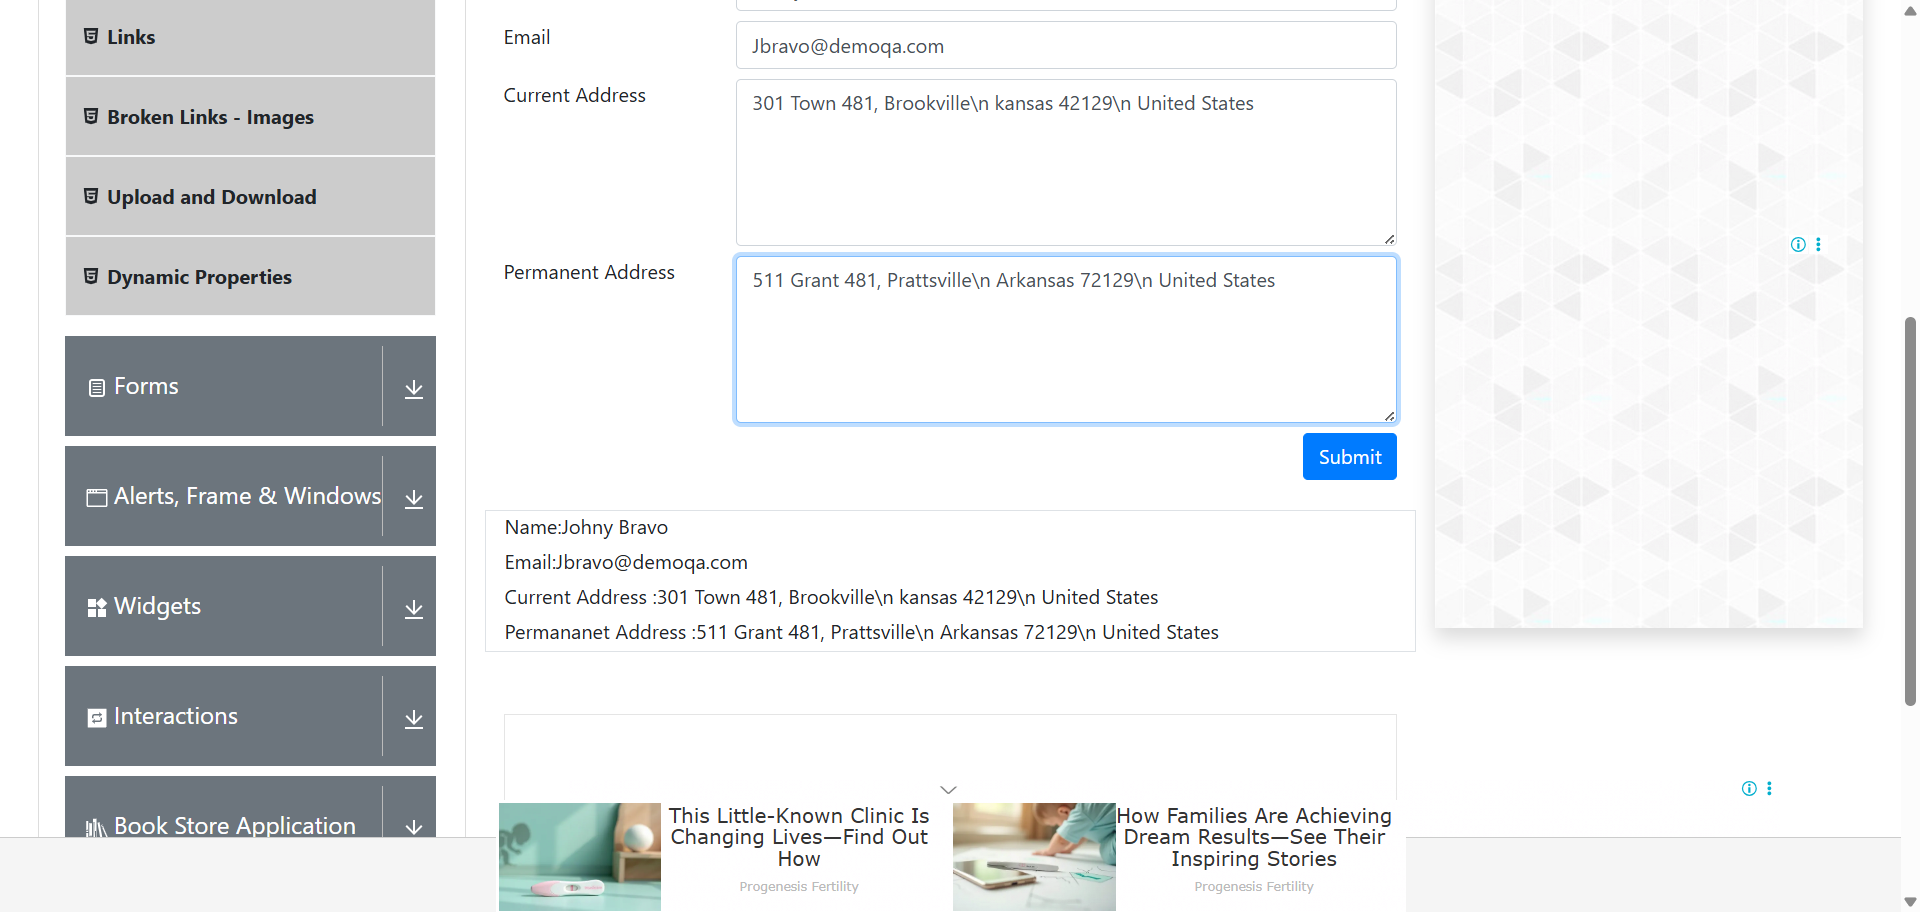 Links
Broken Links - Images
Upload and Download
Dynamic Properties
Forms
Alerts, Frame & Windows
Widgets
Interactions
Book Store Application
Email
Jbravo@demoqa.com
Current Address
301 Town 481, Brookville\n kansas 42129\n United States
Permanent Address
511 Grant 481, Prattsville\n Arkansas 72129\n United States
Submit
Name:Johny Bravo
Email:Jbravo@demoqa.com
Current Address :301 Town 481, Brookville\n kansas 42129\n United States
Permananet Address :511 Grant 481, Prattsville\n Arkansas 72129\n United States
This Little-Known Clinic Is
Changing Lives—Find Out
How
Progenesis Fertility
How Families Are Achieving
Dream Results—See Their
Inspiring Stories
Progenesis Fertility